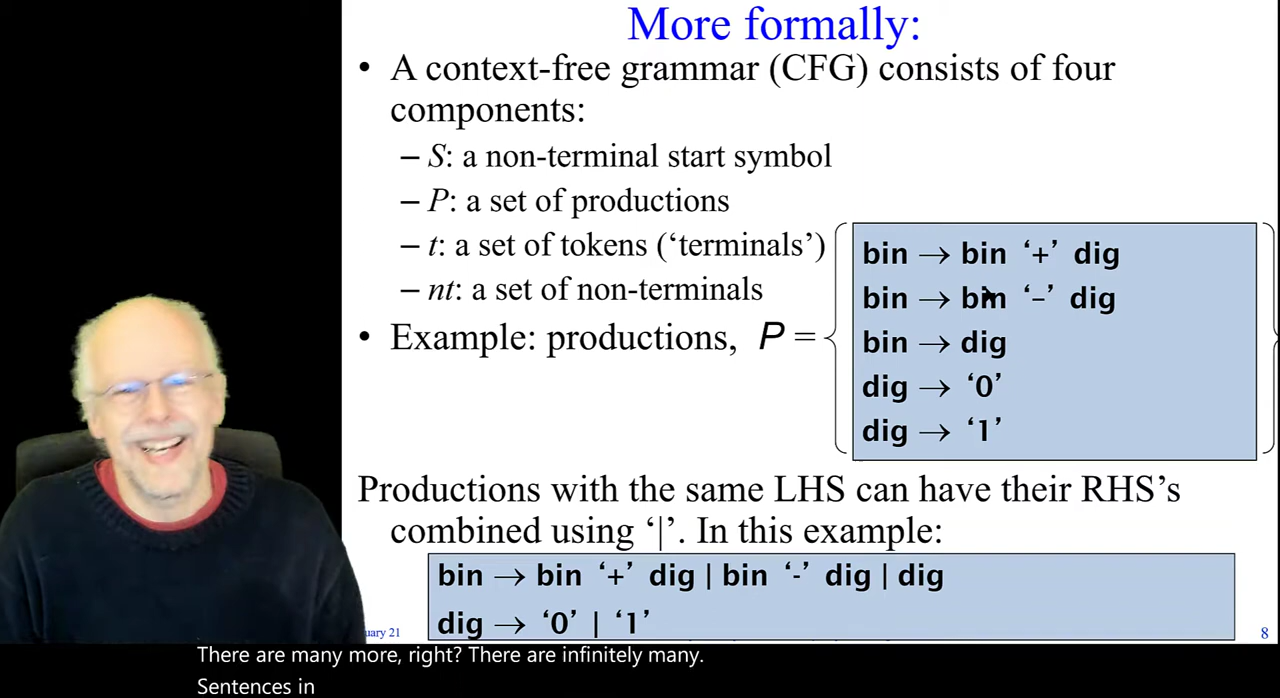 More formally:
• A context-free grammar (CFG) consists of four
components:
– S: a non-terminal start symbol
– P: a set of productions
– t: a set of tokens (‘terminals’)
– nt: a set of non-terminals
• Example: productions, P =
bin → bin ‘+’ dig
bin → bin ‘–’ dig
bin → dig
dig → ‘0’
dig → ‘1’
Productions with the same LHS can have their RHS’s
combined using ‘|’. In this example:
bin → bin ‘+’ dig | bin ‘-’ dig | dig
dig → ‘0’ | ‘1’
uary 21
8
There are many more, right? There are infinitely many.
Sentences in